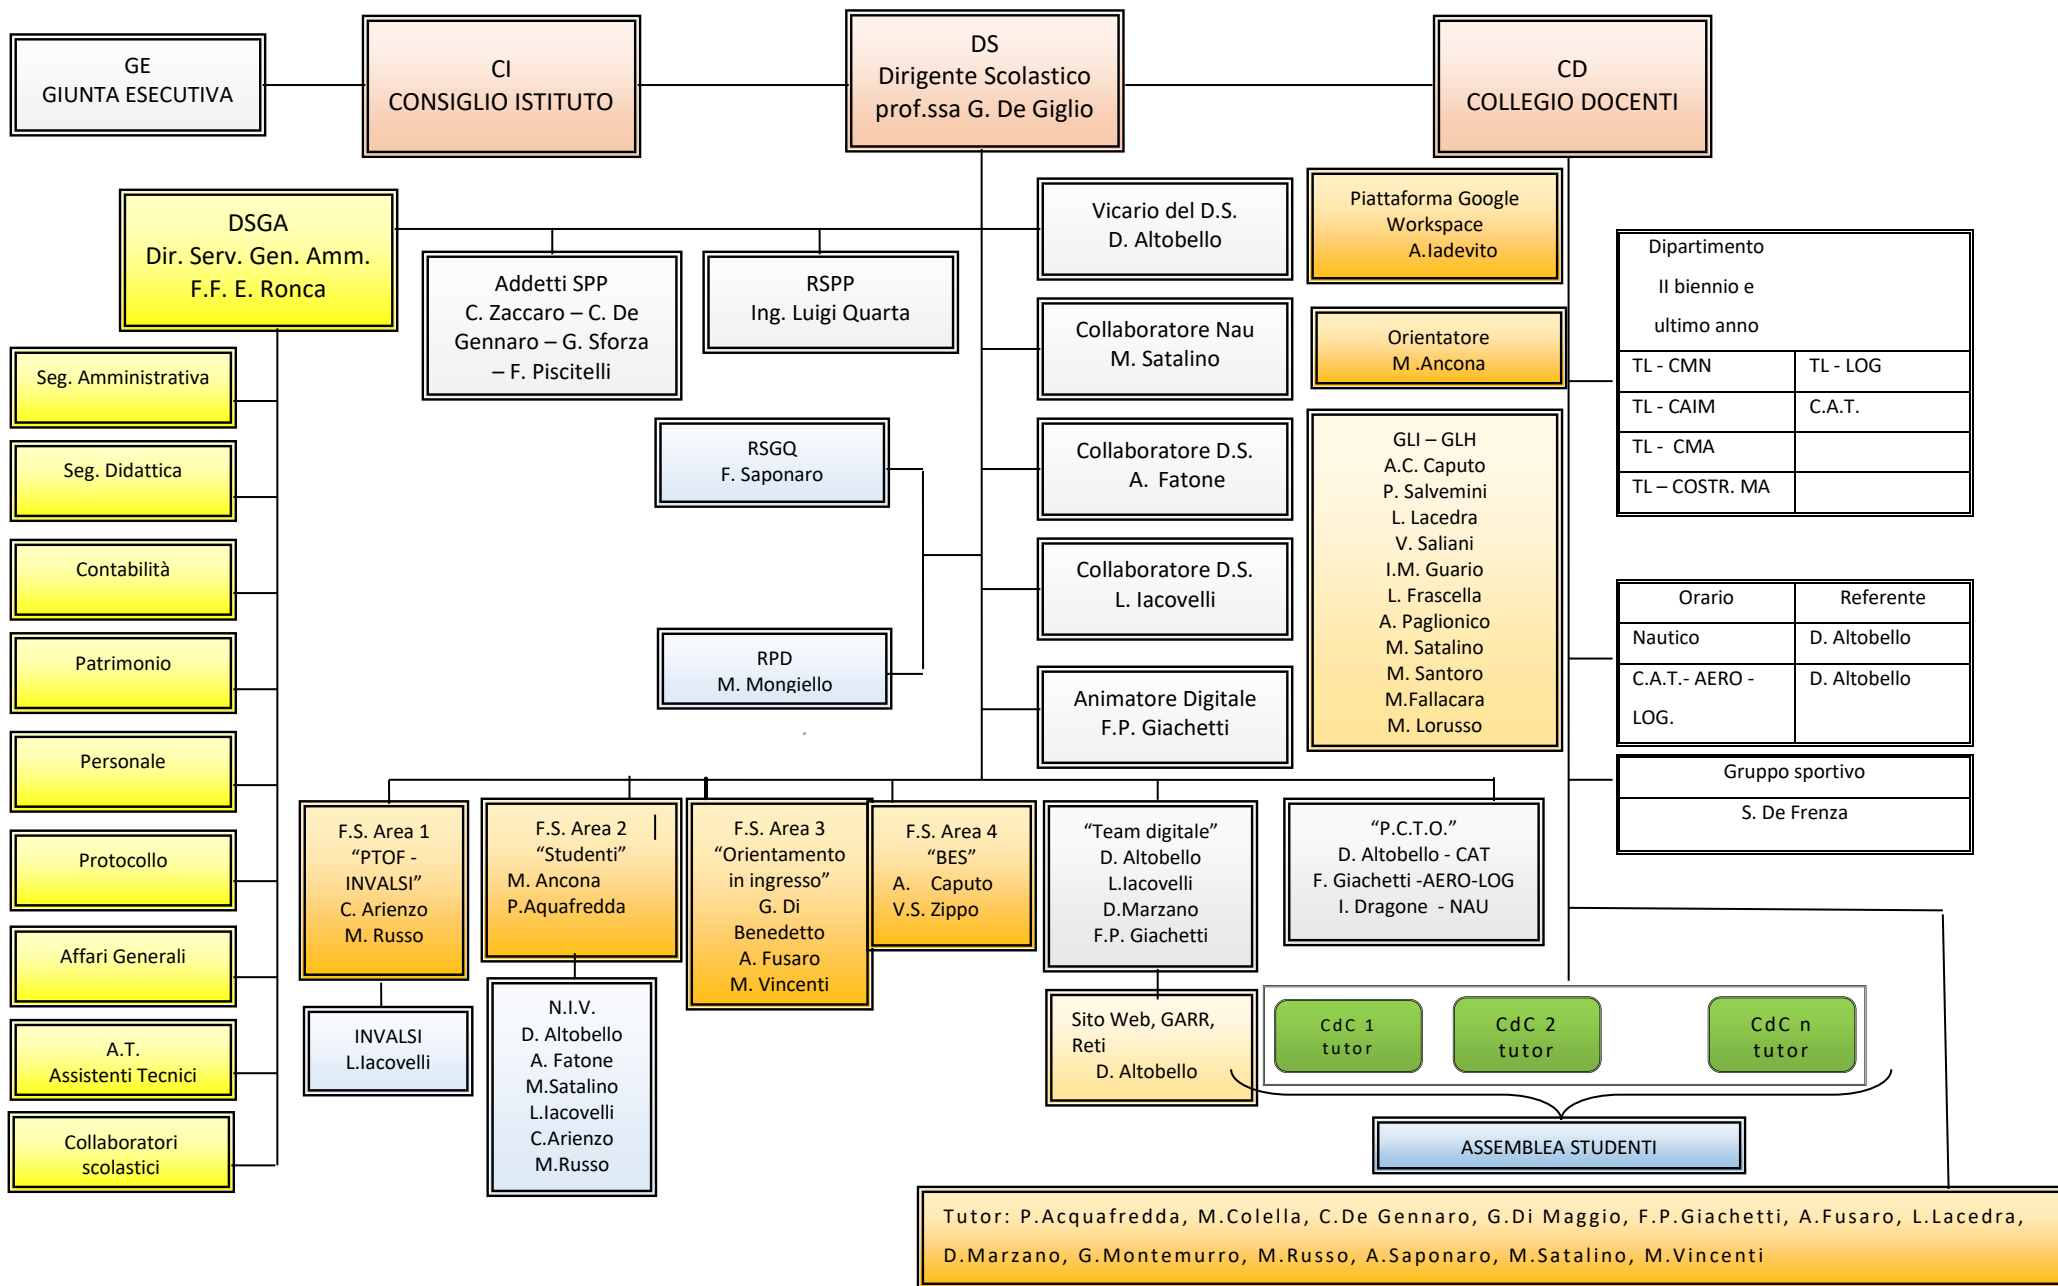 GE
GIUNTA ESECUTIVA
CI
CONSIGLIO ISTITUTO
DS
Dirigente Scolastico
prof.ssa G. De Giglio
CD
COLLEGIO DOCENTI
DSGA
Dir. Serv. Gen. Amm.
F.F. E. Ronca
Addetti SPP
C. Zaccaro – C. De
Gennaro – G. Sforza
– F. Piscitelli
RSPP
Ing. Luigi Quarta
Vicario del D.S.
D. Altobello
Piattaforma Google
Workspace
A.Iadevito
Collaboratore Nau
M. Satalino
Orientatore
M .Ancona
Collaboratore D.S.
A. Fatone
Collaboratore D.S.
L. Iacovelli
Animatore Digitale
F.P. Giachetti
RSGQ
F. Saponaro
RPD
M. Mongiello
GLI – GLH
A.C. Caputo
P. Salvemini
L. Lacedra
V. Saliani
I.M. Guario
L. Frascella
A. Paglionico
M. Satalino
M. Santoro
M.Fallacara
M. Lorusso
Dipartimento
II biennio e
ultimo anno
TL - CMN TL - LOG
TL - CAIM C.A.T.
TL - CMA
TL – COSTR. MA
Orario Referente
Nautico D. Altobello
C.A.T.- AERO - D. Altobello
LOG.
Gruppo sportivo
S. De Frenza
Seg. Amministrativa
Seg. Didattica
Contabilità
Patrimonio
Personale
Protocollo
Affari Generali
A.T.
Assistenti Tecnici
Collaboratori
scolastici
F.S. Area 1
“PTOF -
INVALSI”
C. Arienzo
M. Russo
F.S. Area 2
“Studenti”
M. Ancona
P.Aquafredda
F.S. Area 3
“Orientamento
in ingresso”
G. Di
Benedetto
A. Fusaro
M. Vincenti
F.S. Area 4
“BES”
A. Caputo
V.S. Zippo
“Team digitale”
D. Altobello
L.Iacovelli
D.Marzano
F.P. Giachetti
“P.C.T.O.”
D. Altobello - CAT
F. Giachetti -AERO-LOG
I. Dragone - NAU
INVALSI
L.Iacovelli
N.I.V.
D. Altobello
A. Fatone
M.Satalino
L.Iacovelli
C.Arienzo
M.Russo
Sito Web, GARR,
Reti
D. Altobello
CdC 1
tutor
CdC 2
tutor
CdC n
tutor
ASSEMBLEA STUDENTI
Tutor: P.Acquafredda, M.Colella, C.De Gennaro, G.Di Maggio, F.P.Giachetti, A.Fusaro, L.Lacedra,
D.Marzano, G.Montemurro, M.Russo, A.Saponaro, M.Satalino, M.Vincenti